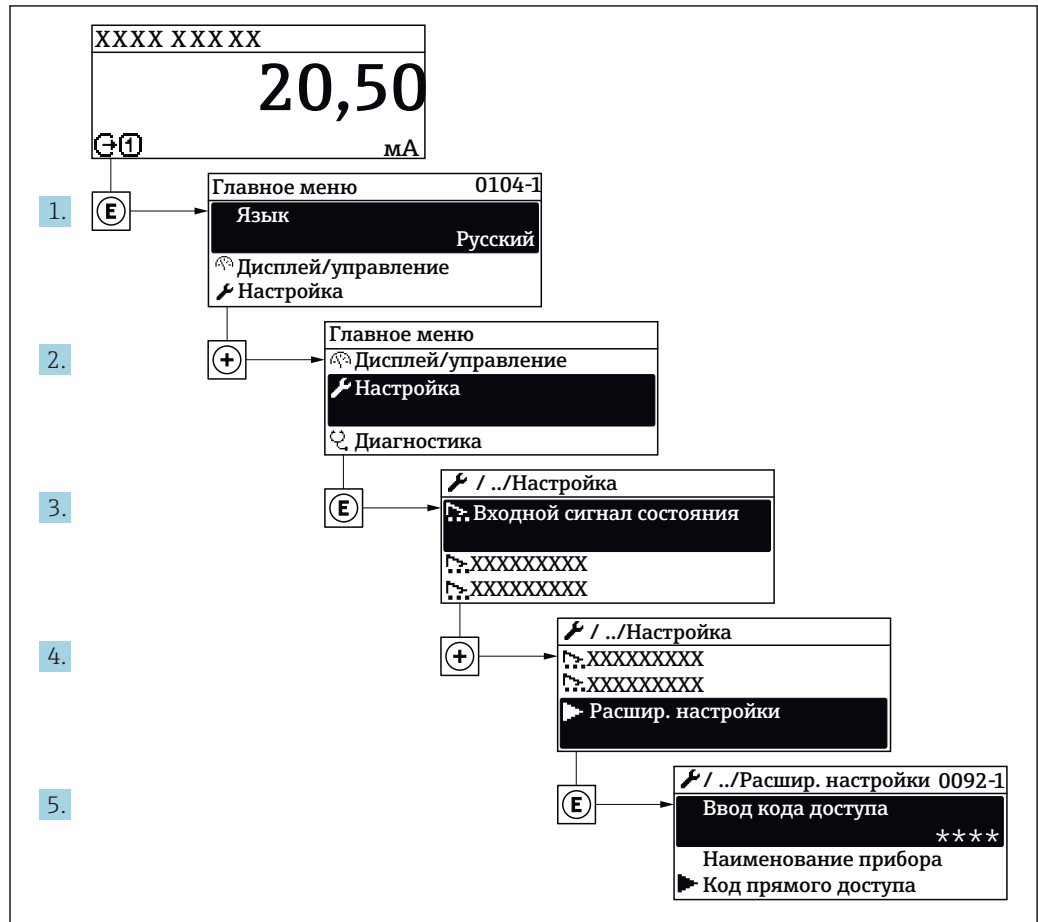 XXXX XXX XX
20,50
мА
1.
E
Главное меню 0104-1
Язык
Русский
Дисплей/управление
Настройка
2.
+
Главное меню
Дисплей/управление
Настройка
Диагностика
3.
E
/ ../Настройка
Входной сигнал состояния
XXXXXXXXX
XXXXXXXXX
4.
+
/ ../Настройка
XXXXXXXXX
XXXXXXXXX
Расшир. настройки
5.
E
/ ../Расшир. настройки 0092-1
Ввод кода доступа
****
Наименование прибора
Код прямого доступа